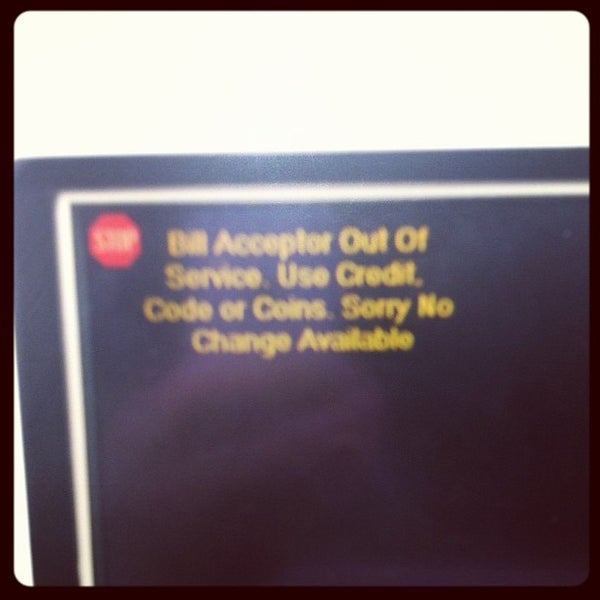 STOP
Bill Acceptor Out Of
Service. Use Credit,
Code or Coins. Sorry No
Change Available